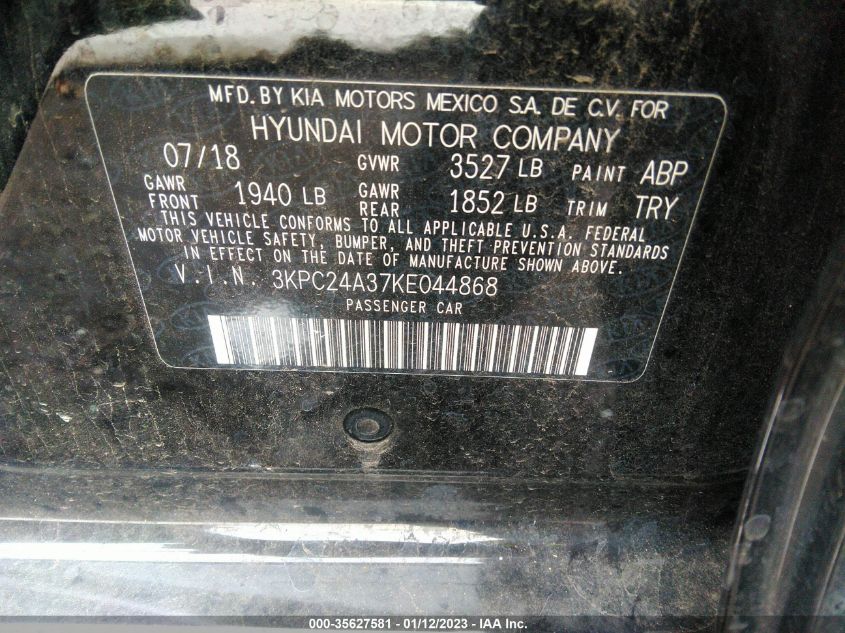 MFD. BY KIA MOTORS MEXICO S.A. DE C.V. FOR
HYUNDAI MOTOR COMPANY
07/18 GVWR 3527 LB PAINT ABP
GAWR FRONT 1940 LB GAWR REAR 1852 LB TRIM TRY
THIS VEHICLE CONFORMS TO ALL APPLICABLE U.S.A. FEDERAL
MOTOR VEHICLE SAFETY, BUMPER, AND THEFT PREVENTION STANDARDS
IN EFFECT ON THE DATE OF MANUFACTURE SHOWN ABOVE.
V.I.N. 3KPC24A37KE044868
PASSENGER CAR
000-35627581 - 01/12/2023 - IAA Inc.